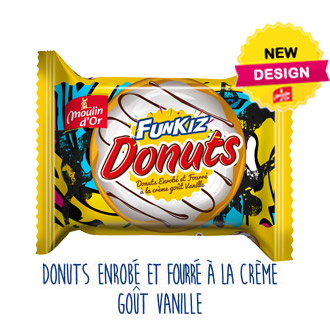 NEW
DESIGN
Moulin
d'Or
FUNKIZ
Donuts
Donuts Enrobé et Fourré
à la crème goût Vanille
DONUTS ENROBÉ ET FOURRÉ À LA CRÈME
GOÛT VANILLE